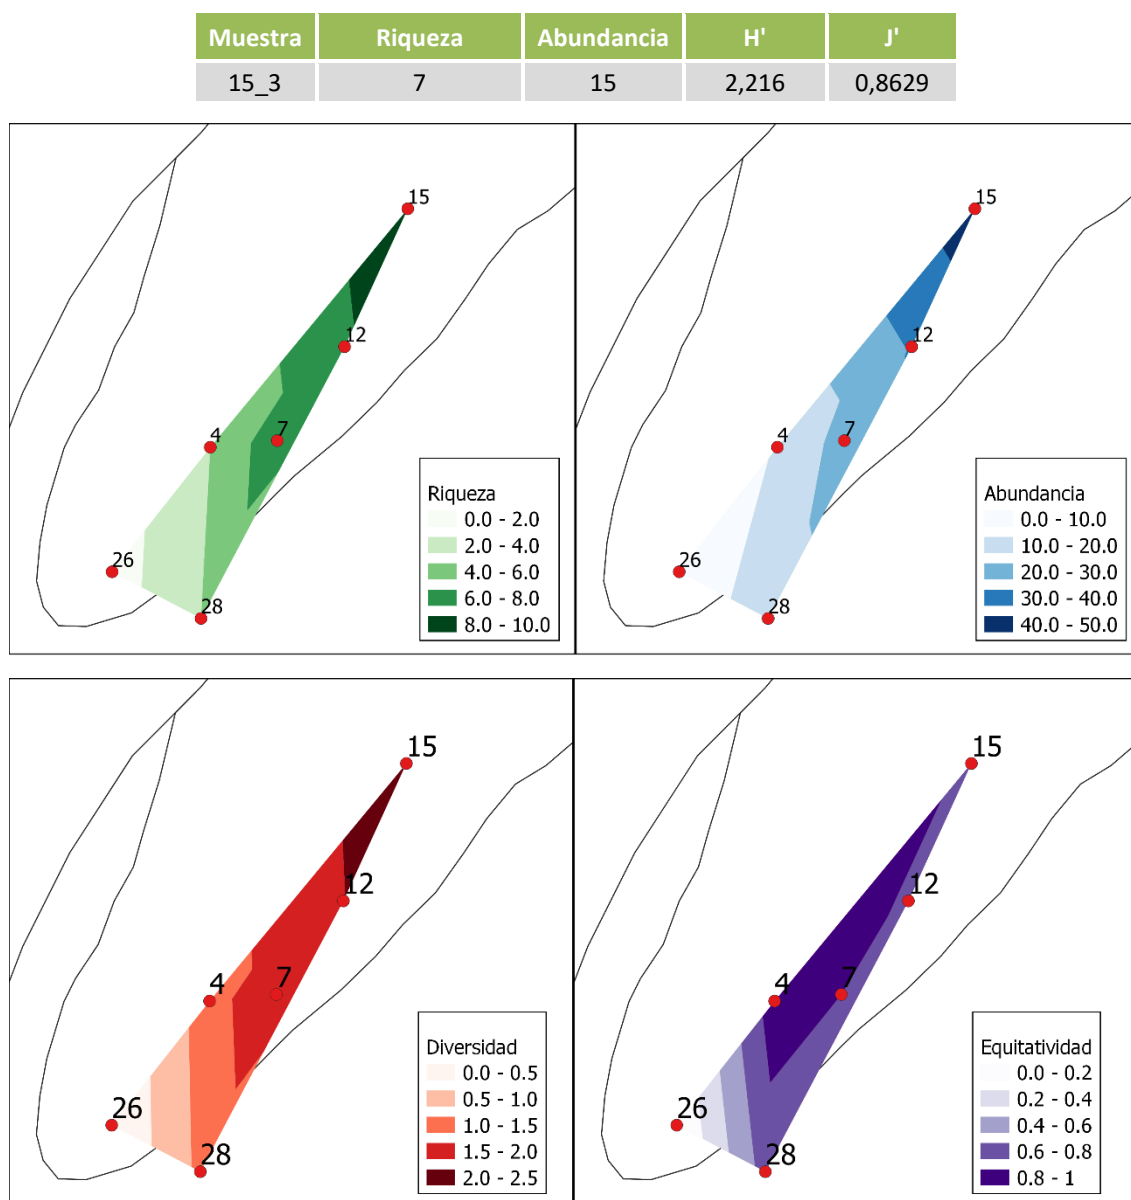 Muestra Riqueza Abundancia H' J'
15_3 7 15 2,216 0,8629
15
12
4
7
26
28
Riqueza
0.0 - 2.0
2.0 - 4.0
4.0 - 6.0
6.0 - 8.0
8.0 - 10.0
15
12
4
7
26
28
Abundancia
0.0 - 10.0
10.0 - 20.0
20.0 - 30.0
30.0 - 40.0
40.0 - 50.0
15
12
4
7
26
28
Diversidad
0.0 - 0.5
0.5 - 1.0
1.0 - 1.5
1.5 - 2.0
2.0 - 2.5
15
12
4
7
26
28
Equitatividad
0.0 - 0.2
0.2 - 0.4
0.4 - 0.6
0.6 - 0.8
0.8 - 1